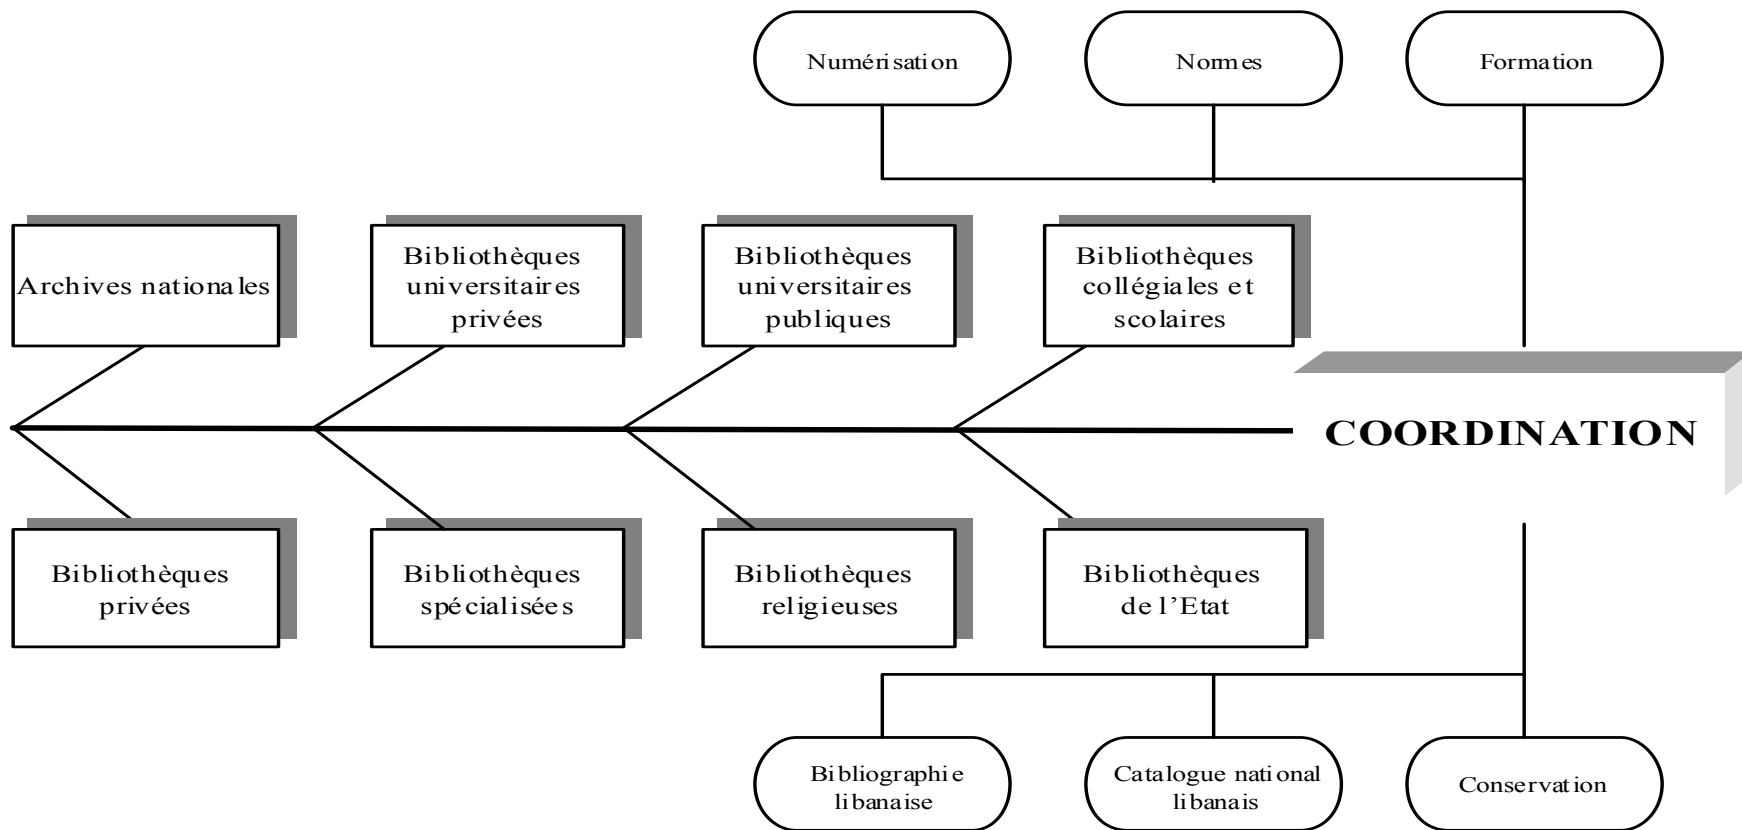 Numérisation
Normes
Formation
Archives nationales
Bibliothèques
universitaires
privées
Bibliothèques
universitaires
publiques
Bibliothèques
collégiales et
scolaires
COORDINATION
Bibliothèques
privées
Bibliothèques
spécialisées
Bibliothèques
religieuses
Bibliothèques
de l’Etat
Bibliographie
libanaise
Catalogue national
libanais
Conservation